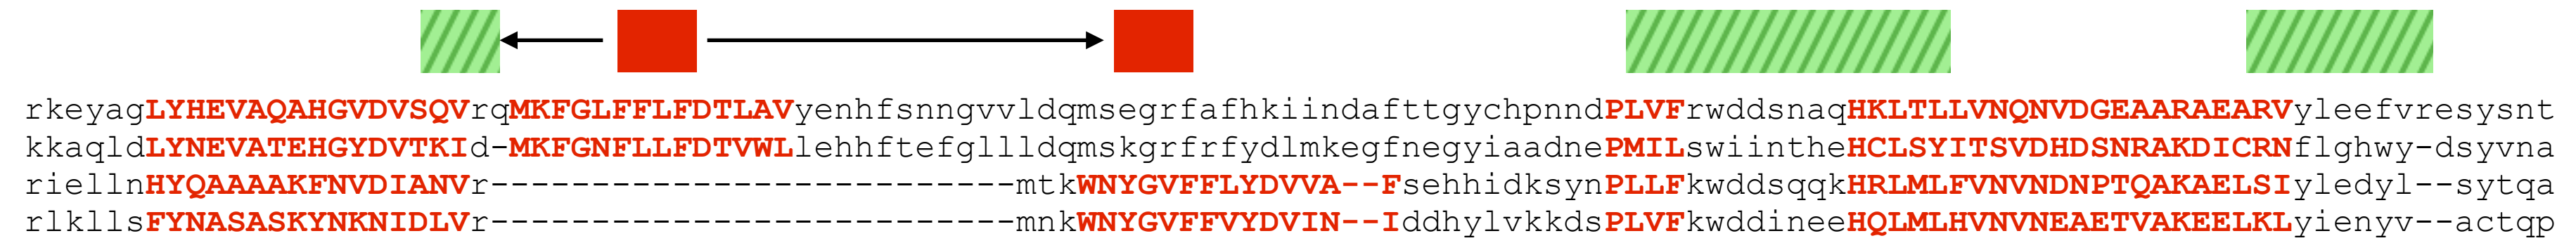 rkeyagLYHEVAQAHGVDVSQVrqMKFGLFFLFDTLAVyenhfsnngvvldqmsegrfafhkiindafttgychpnndPLVFrwddsnaqHKLTLLVNQNVDGEAARAEARVyleefvresysnt
kkaqldLYNEVATEHGYDVTKId-MKFGNFLLFDTVWLlehhftefgllldqmskgrfrfydlmkegfnegyiaadnePMILswiintheHCLSYITSVDHDSNRAKDICRNflghwy-dsyvna
riellnHYQAAAAKFNVDIANVr---------------------------mtkWNYGVFFLYDVVA--FsehhidksynPLLFkwddsqqkHRLMLFVNVNDNPTQAKAELSIyledyl--sytqa
rlkllsFYNASASKYNKNIDLVr---------------------------mnkWNYGVFFVYDVIN--IddhylvkkdsPLVFkwddineeHQLMLHVNVNEAETVAKEELKLyienyv--actqp